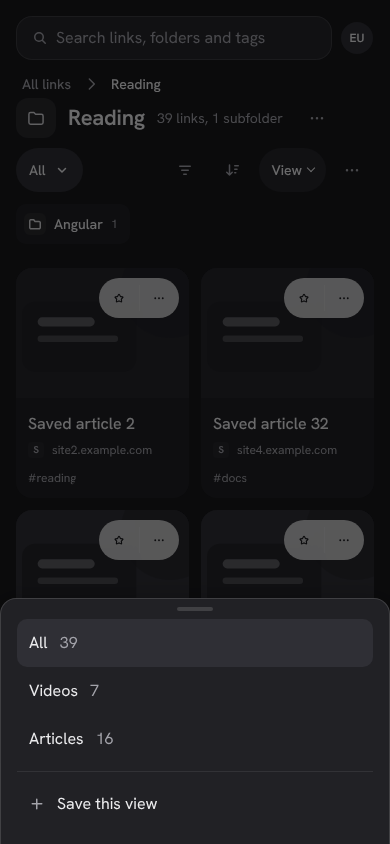 Search links, folders and tags
EU
All links > Reading
Reading 39 links, 1 subfolder ...
All View ...
Angular 1
... ...
Saved article 2
S site2.example.com
#reading
Saved article 32
S site4.example.com
#docs
... ...
All 39
Videos 7
Articles 16
+ Save this view